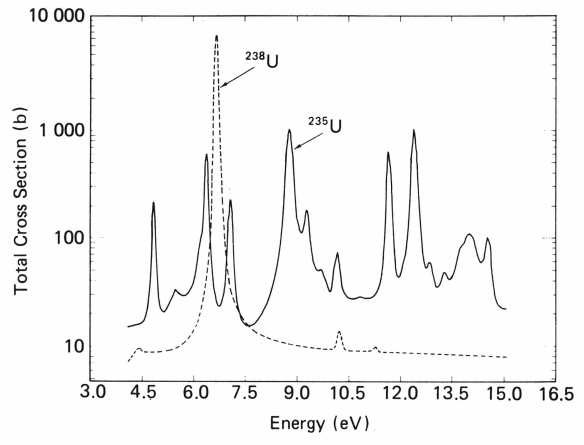 10 000
1 000
100
10
Total Cross Section (b)
²³⁸U
²³⁵U
3.0 4.5 6.0 7.5 9.0 10.5 12.0 13.5 15.0 16.5
Energy (eV)